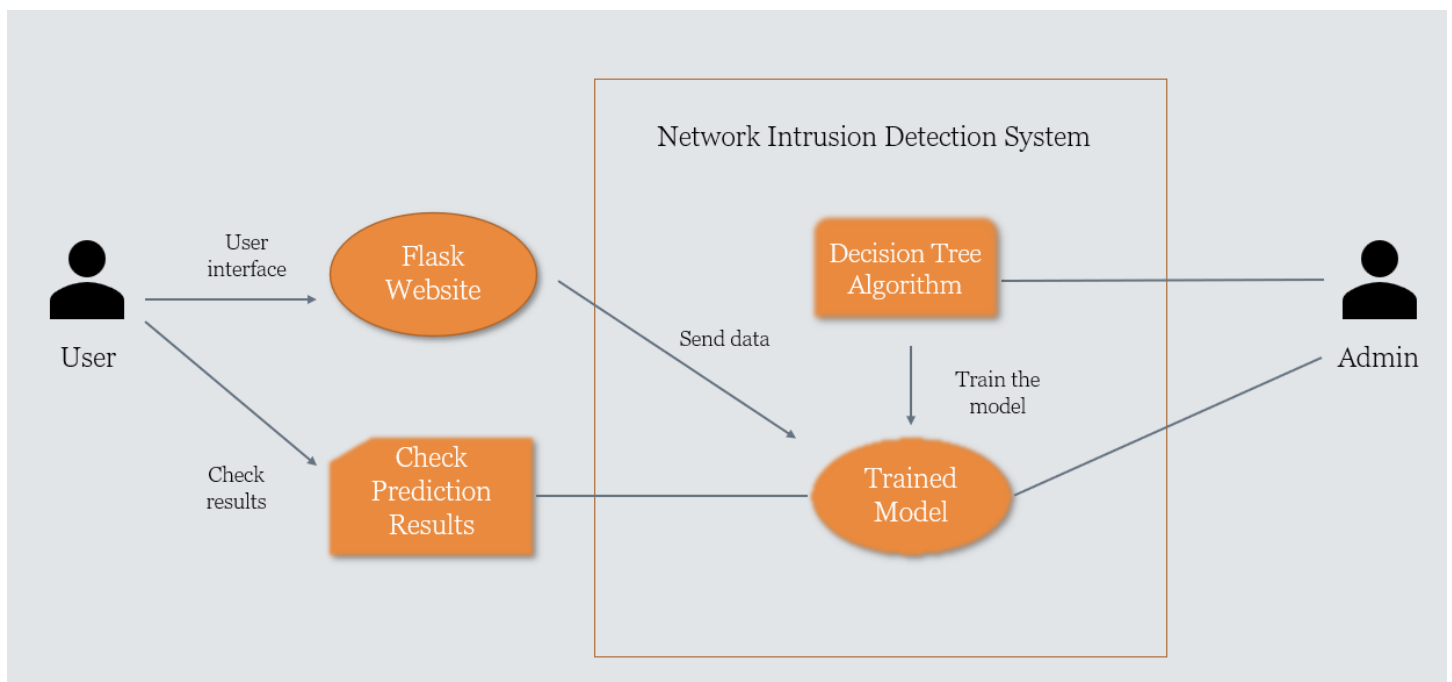 Network Intrusion Detection System
User
interface
Flask
Website
Decision Tree
Algorithm
User
Send data
Admin
Train the
model
Check
results
Check
Prediction
Results
Trained
Model